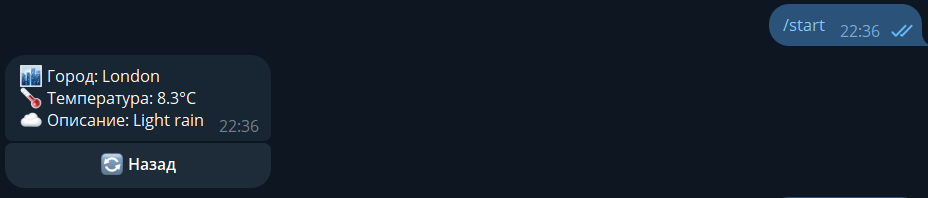 /start 22:36
Город: London
Температура: 8.3°C
Описание: Light rain 22:36
Назад